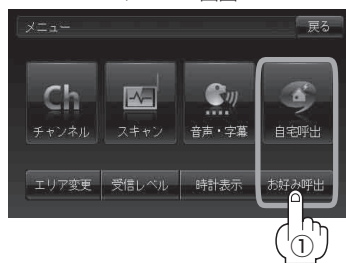 メニュー 戻る
Ch
チャンネル スキャン 音声・字幕 自宅呼出
エリア変更 受信レベル 時計表示 お好み呼出
①